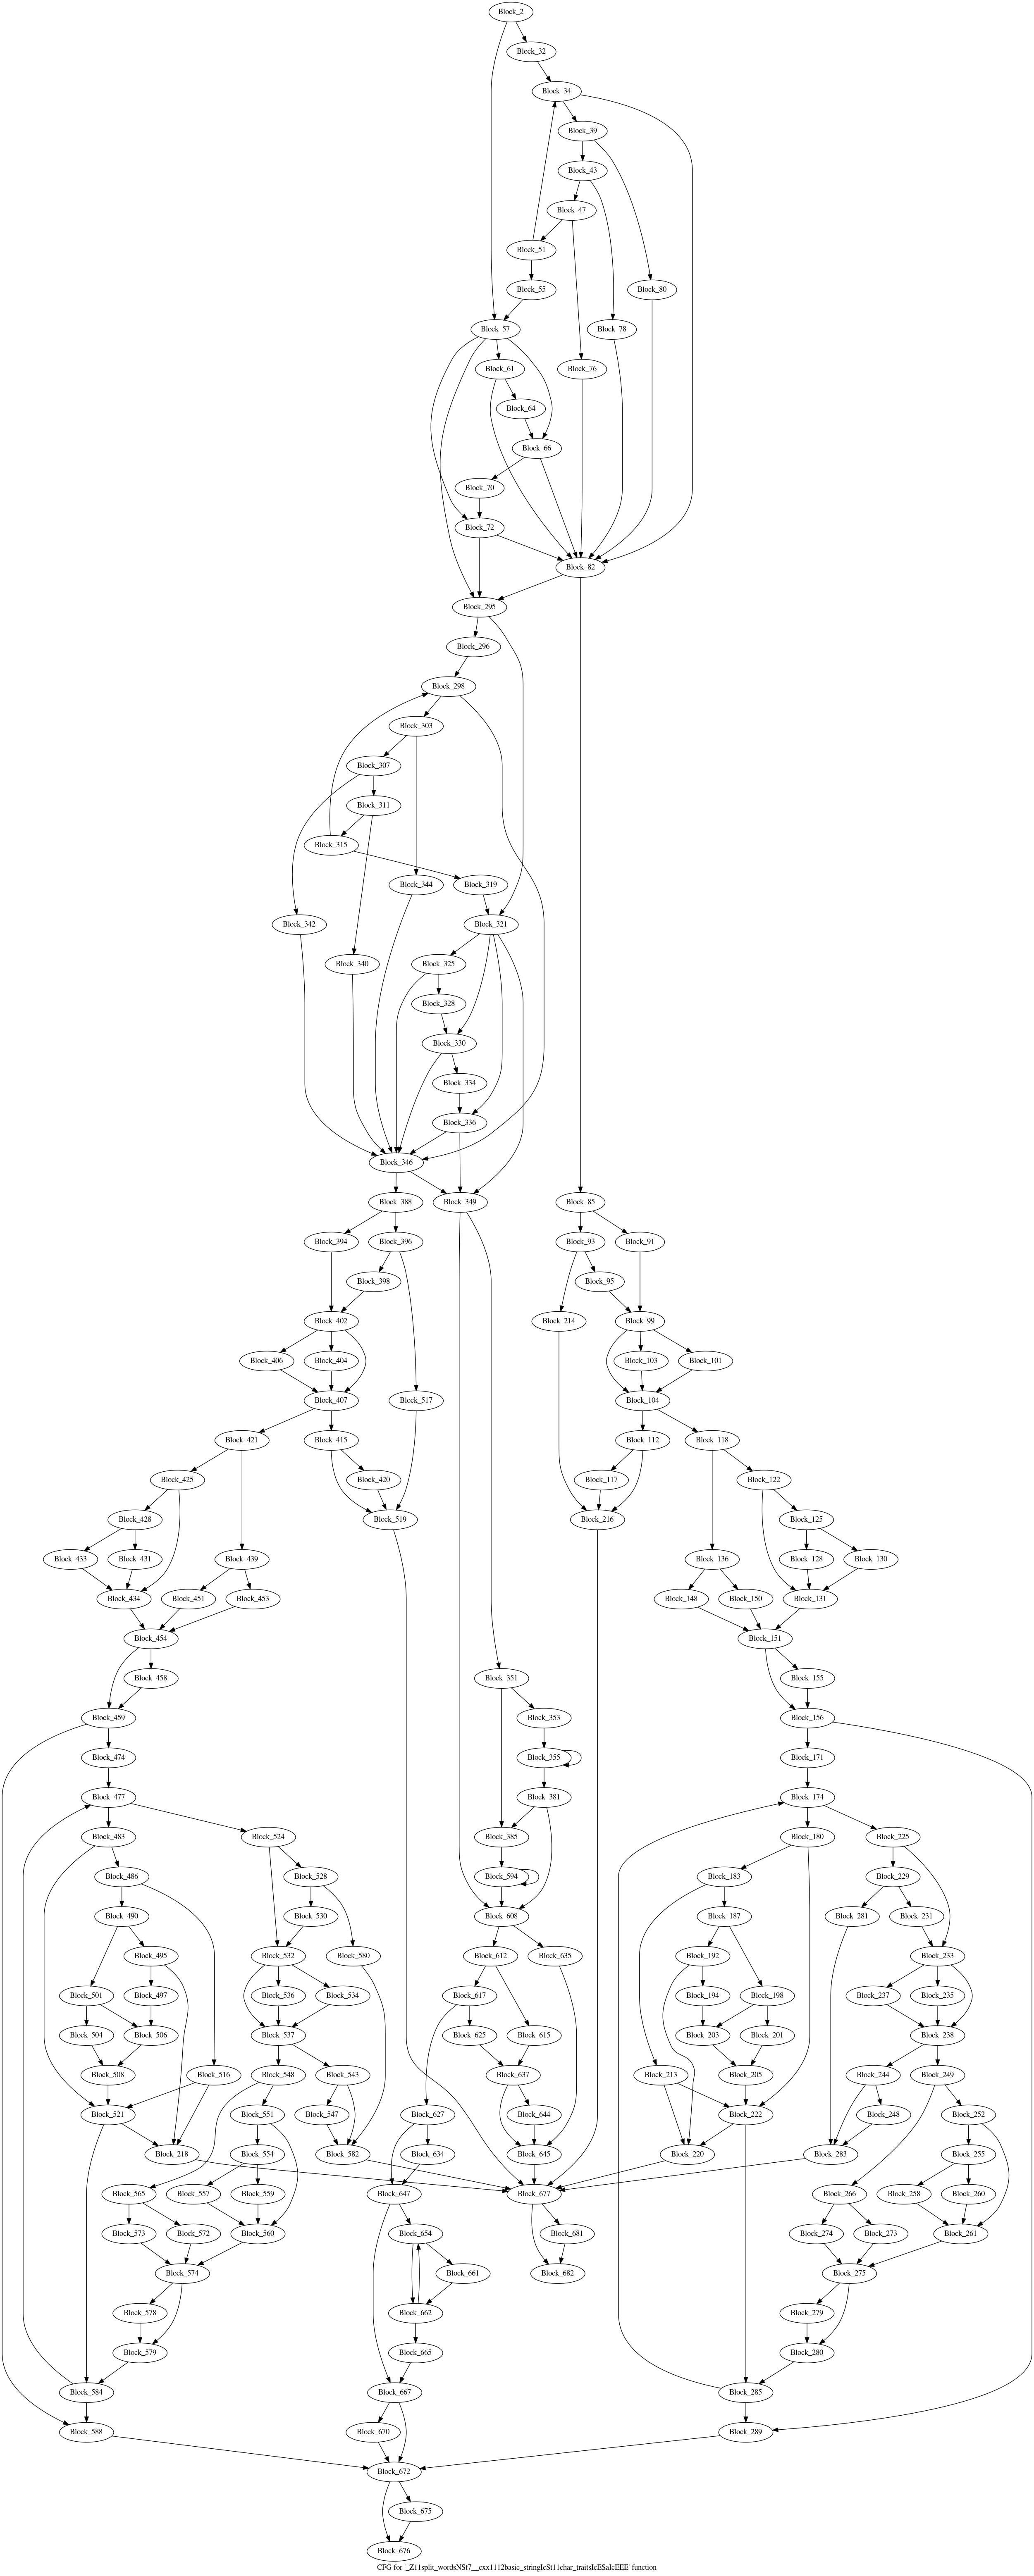 Block_2
Block_32
Block_34
Block_39
Block_43
Block_47
Block_51
Block_55
Block_80
Block_57
Block_78
Block_61
Block_76
Block_64
Block_66
Block_70
Block_72
Block_82
Block_295
Block_296
Block_298
Block_303
Block_307
Block_311
Block_315
Block_344
Block_319
Block_342
Block_321
Block_340
Block_325
Block_328
Block_330
Block_334
Block_336
Block_346
Block_388
Block_349
Block_85
Block_394
Block_396
Block_93
Block_91
Block_398
Block_95
Block_402
Block_214
Block_99
Block_406
Block_404
Block_103
Block_101
Block_407
Block_517
Block_104
Block_421
Block_415
Block_112
Block_118
Block_425
Block_420
Block_117
Block_122
Block_428
Block_519
Block_216
Block_125
Block_433
Block_431
Block_439
Block_136
Block_128
Block_130
Block_434
Block_451
Block_453
Block_148
Block_150
Block_131
Block_454
Block_151
Block_458
Block_351
Block_155
Block_459
Block_353
Block_156
Block_474
Block_355
Block_171
Block_477
Block_381
Block_174
Block_483
Block_524
Block_385
Block_180
Block_225
Block_486
Block_528
Block_594
Block_183
Block_229
Block_490
Block_530
Block_608
Block_187
Block_281
Block_231
Block_495
Block_532
Block_580
Block_612
Block_635
Block_192
Block_233
Block_501
Block_497
Block_536
Block_534
Block_617
Block_194
Block_198
Block_237
Block_235
Block_504
Block_506
Block_537
Block_625
Block_615
Block_203
Block_201
Block_238
Block_508
Block_516
Block_548
Block_543
Block_637
Block_213
Block_205
Block_244
Block_249
Block_521
Block_551
Block_547
Block_627
Block_644
Block_222
Block_248
Block_252
Block_218
Block_554
Block_582
Block_634
Block_645
Block_220
Block_283
Block_255
Block_565
Block_557
Block_559
Block_647
Block_677
Block_266
Block_258
Block_260
Block_573
Block_572
Block_560
Block_654
Block_681
Block_274
Block_273
Block_261
Block_574
Block_661
Block_682
Block_275
Block_578
Block_662
Block_279
Block_579
Block_665
Block_280
Block_584
Block_667
Block_285
Block_588
Block_670
Block_289
Block_672
Block_675
Block_676
CFG for '_Z11split_wordsNSt7__cxx1112basic_stringIcSt11char_traitsIcESaIcEEE' function